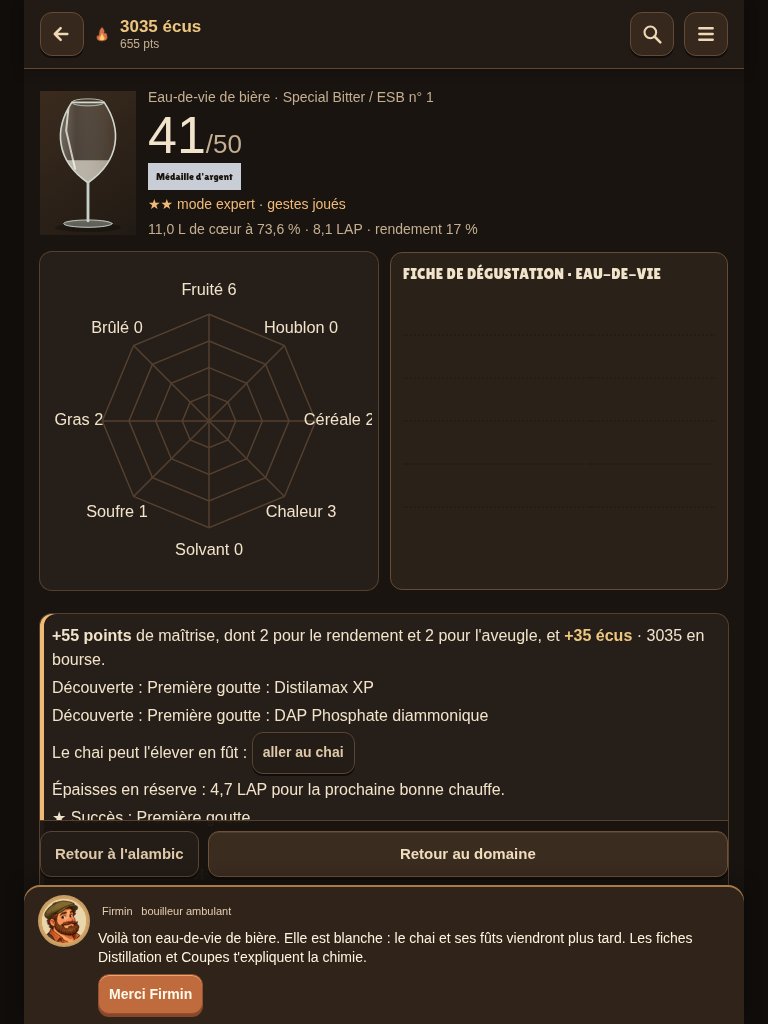 3035 écus
655 pts
Eau-de-vie de bière · Special Bitter / ESB n° 1
41/50
Médaille d'argent
★★ mode expert · gestes joués
11,0 L de cœur à 73,6 % · 8,1 LAP · rendement 17 %
Fruité 6
Brûlé 0
Houblon 0
Gras 2
Céréale 2
Soufre 1
Chaleur 3
Solvant 0
FICHE DE DÉGUSTATION · EAU-DE-VIE
+55 points de maîtrise, dont 2 pour le rendement et 2 pour l'aveugle, et +35 écus · 3035 en
bourse.
Découverte : Première goutte : Distilamax XP
Découverte : Première goutte : DAP Phosphate diammonique
Le chai peut l'élever en fût : aller au chai
Épaisses en réserve : 4,7 LAP pour la prochaine bonne chauffe.
★ Succès : Première goutte
Retour à l'alambic
Retour au domaine
Firmin bouilleur ambulant
Voilà ton eau-de-vie de bière. Elle est blanche : le chai et ses fûts viendront plus tard. Les fiches
Distillation et Coupes t'expliquent la chimie.
Merci Firmin